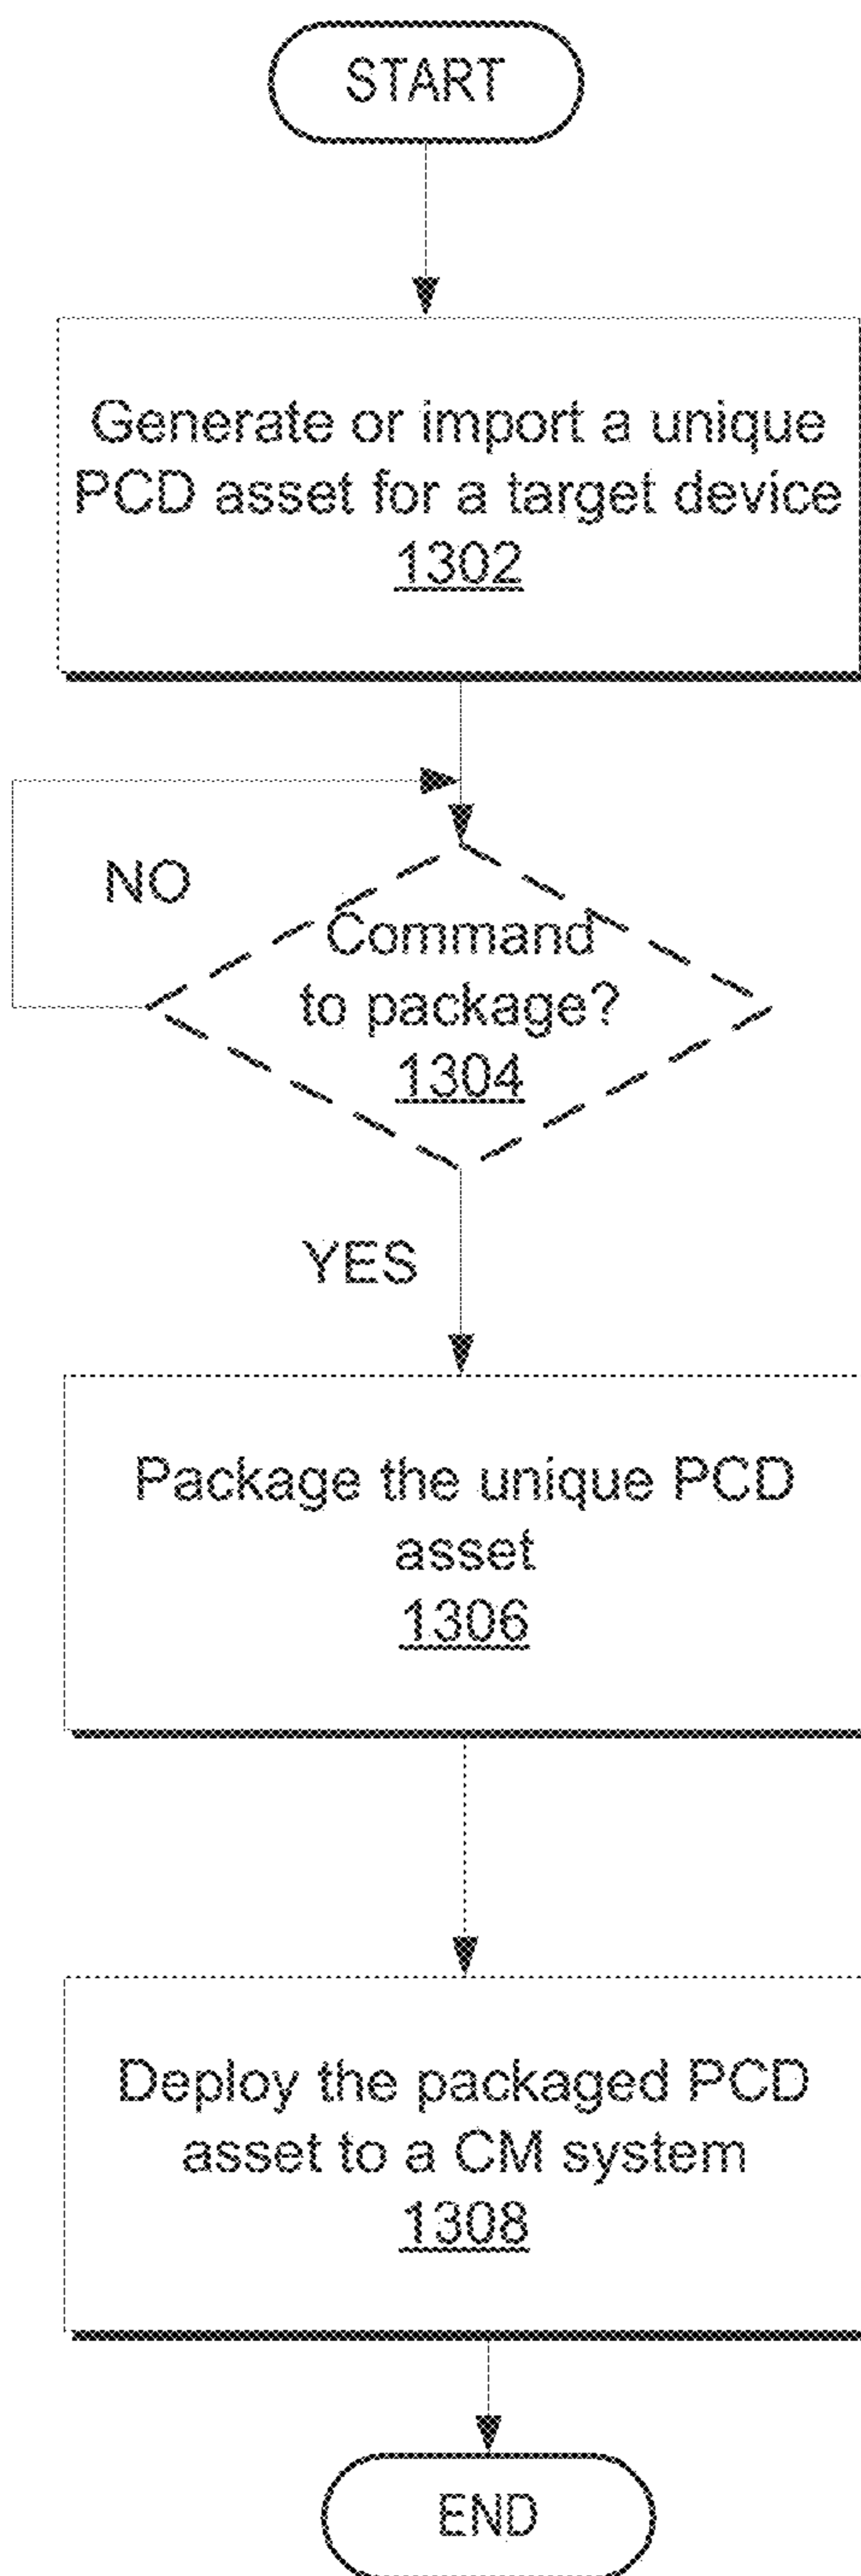 START
Generate or import a unique
PCD asset for a target device
1302
NO
Command
to package?
1304
YES
Package the unique PCD
asset
1306
Deploy the packaged PCD
asset to a CM system
1308
END